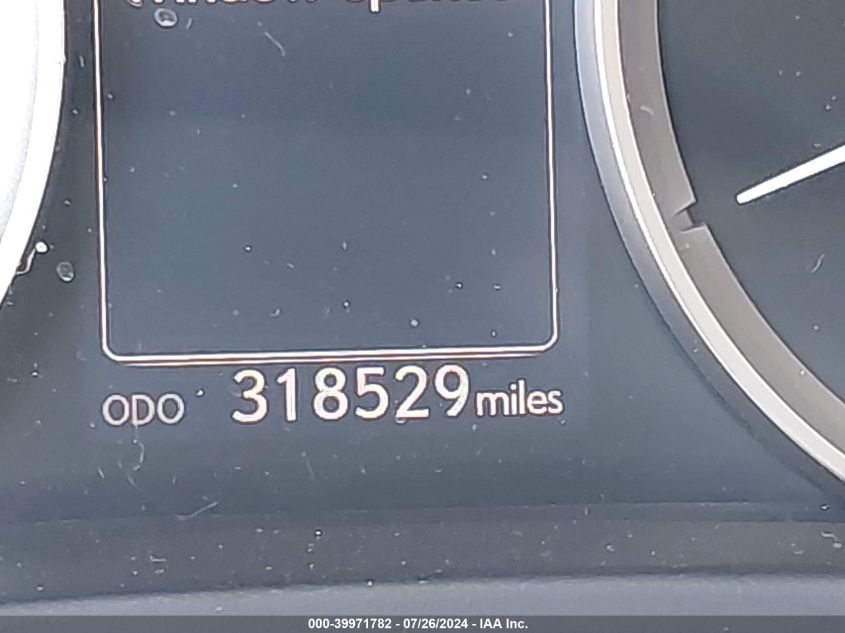 ODO 318529 miles
000-39971782 - 07/26/2024 - IAA Inc.